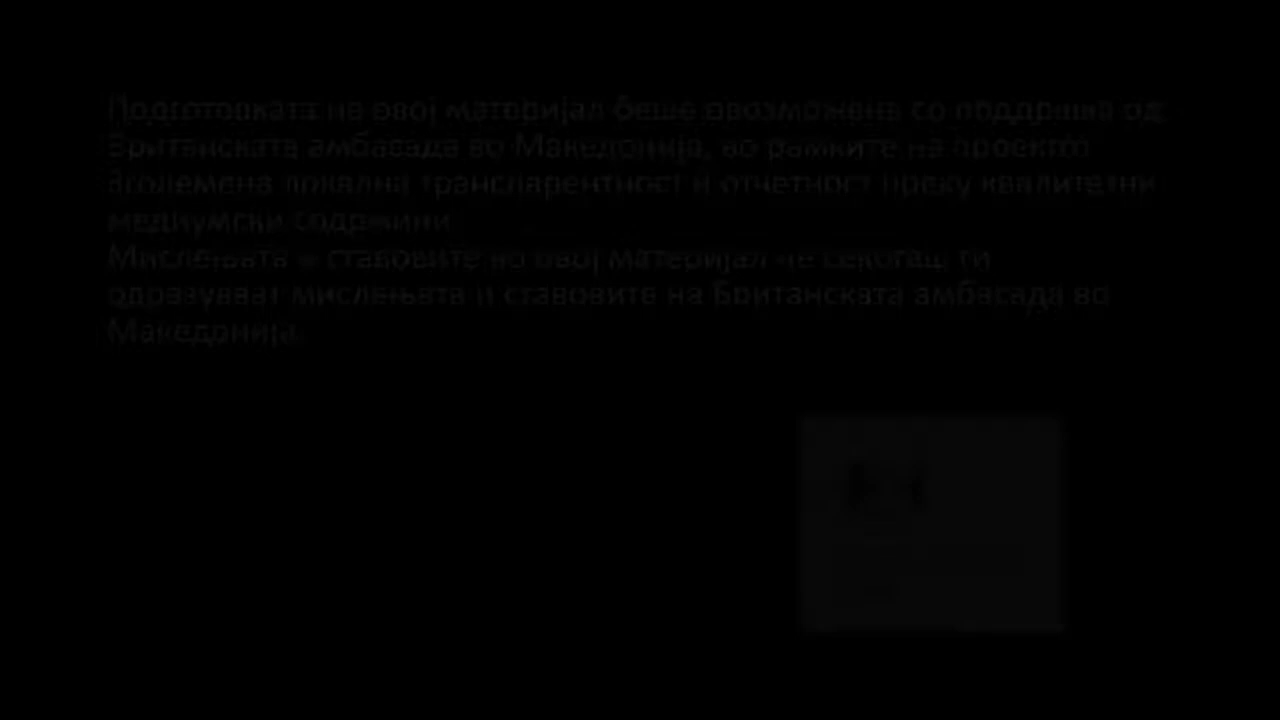 Подготовката на овој материјал беше овозможена со поддршка од
Британската амбасада во Македонија, во рамките на проектот
Зголемена локална транспарентност и отчетност преку квалитетни
медиумски содржини
Мислењата и ставовите во овој материјал не секогаш ги
одразуваат мислењата и ставовите на Британската амбасада во
Македонија.